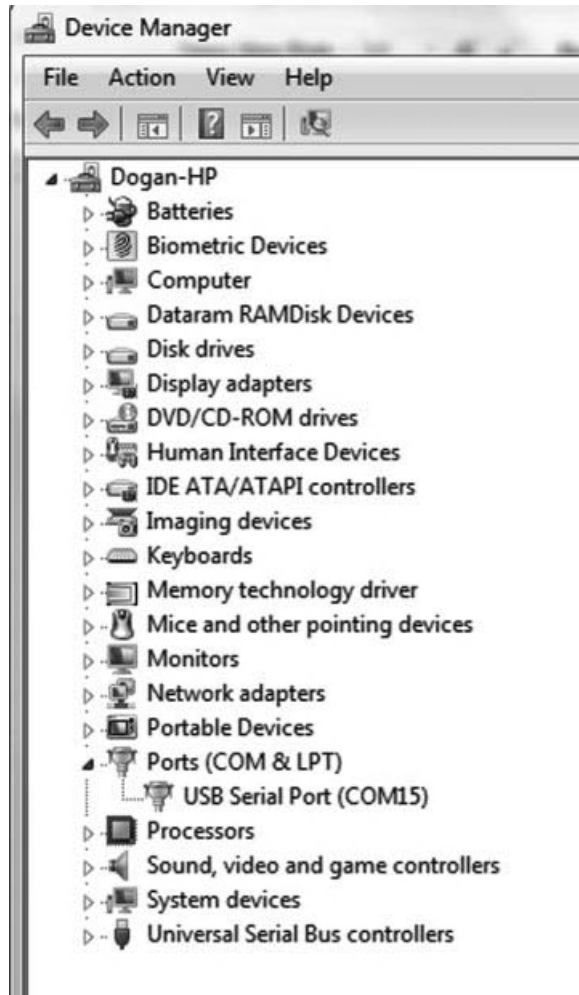 Device Manager
File Action View Help
Dogan-HP
Batteries
Biometric Devices
Computer
Dataram RAMDisk Devices
Disk drives
Display adapters
DVD/CD-ROM drives
Human Interface Devices
IDE ATA/ATAPI controllers
Imaging devices
Keyboards
Memory technology driver
Mice and other pointing devices
Monitors
Network adapters
Portable Devices
Ports (COM & LPT)
USB Serial Port (COM15)
Processors
Sound, video and game controllers
System devices
Universal Serial Bus controllers